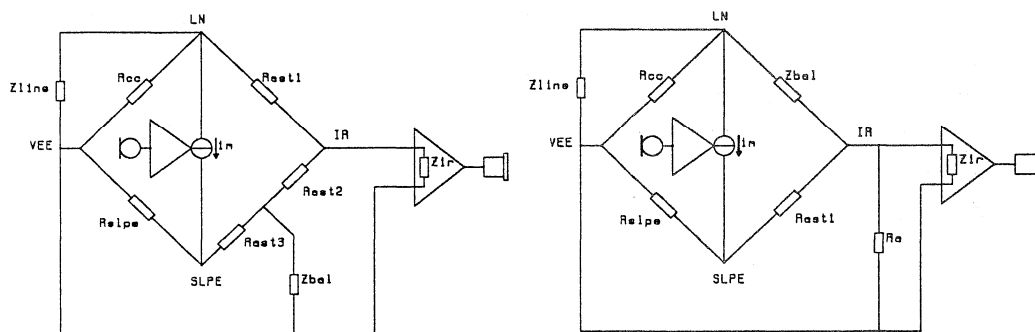 LN
Rcc
Rast1
Zline
VEE
im
IR
Zir
Rast2
Rslpe
Rast3
SLPE
Zbal
LN
Rcc
Zbal
Zline
VEE
im
IR
Zir
Rslpe
Rast1
Ra
SLPE